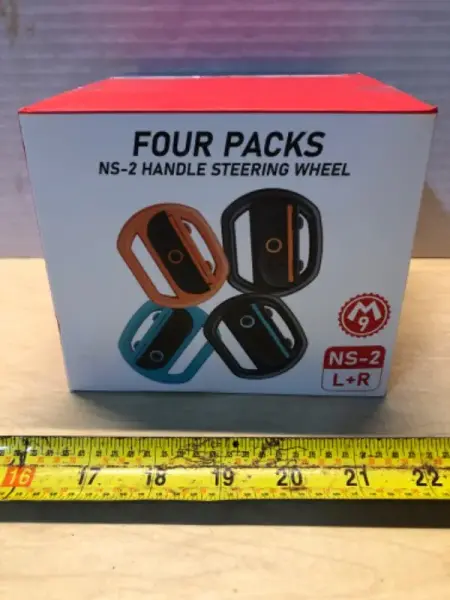 FOUR PACKS
NS-2 HANDLE STEERING WHEEL
M
9
NS-2
L+R
16 17 18 19 20 21 22